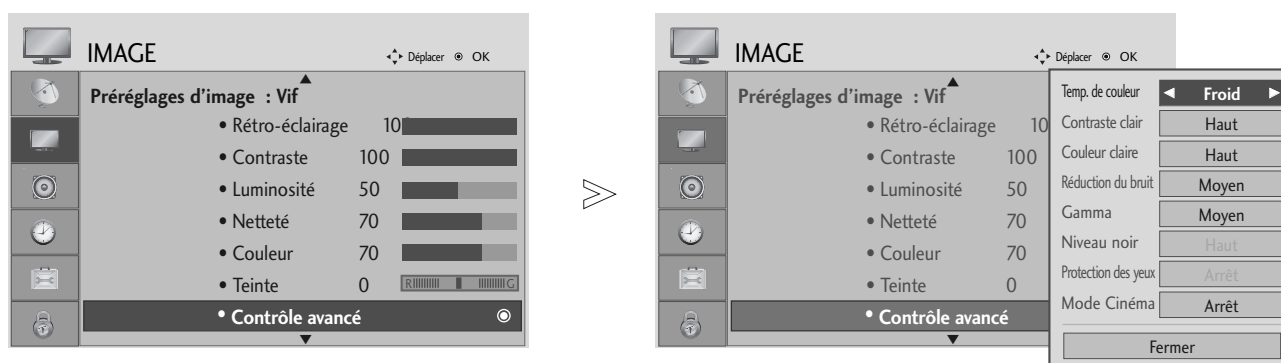 IMAGE
Déplacer OK
Préréglages d'image : Vif
• Rétro-éclairage 10
• Contraste 100
• Luminosité 50
• Netteté 70
• Couleur 70
• Teinte 0 R G
• Contrôle avancé
IMAGE
Déplacer OK
Préréglages d'image : Vif
• Rétro-éclairage 10
• Contraste 100
• Luminosité 50
• Netteté 70
• Couleur 70
• Teinte 0
• Contrôle avancé
Temp. de couleur Froid
Contraste clair Haut
Couleur claire Haut
Réduction du bruit Moyen
Gamma Moyen
Niveau noir Haut
Protection des yeux Arrêt
Mode Cinéma Arrêt
Fermer